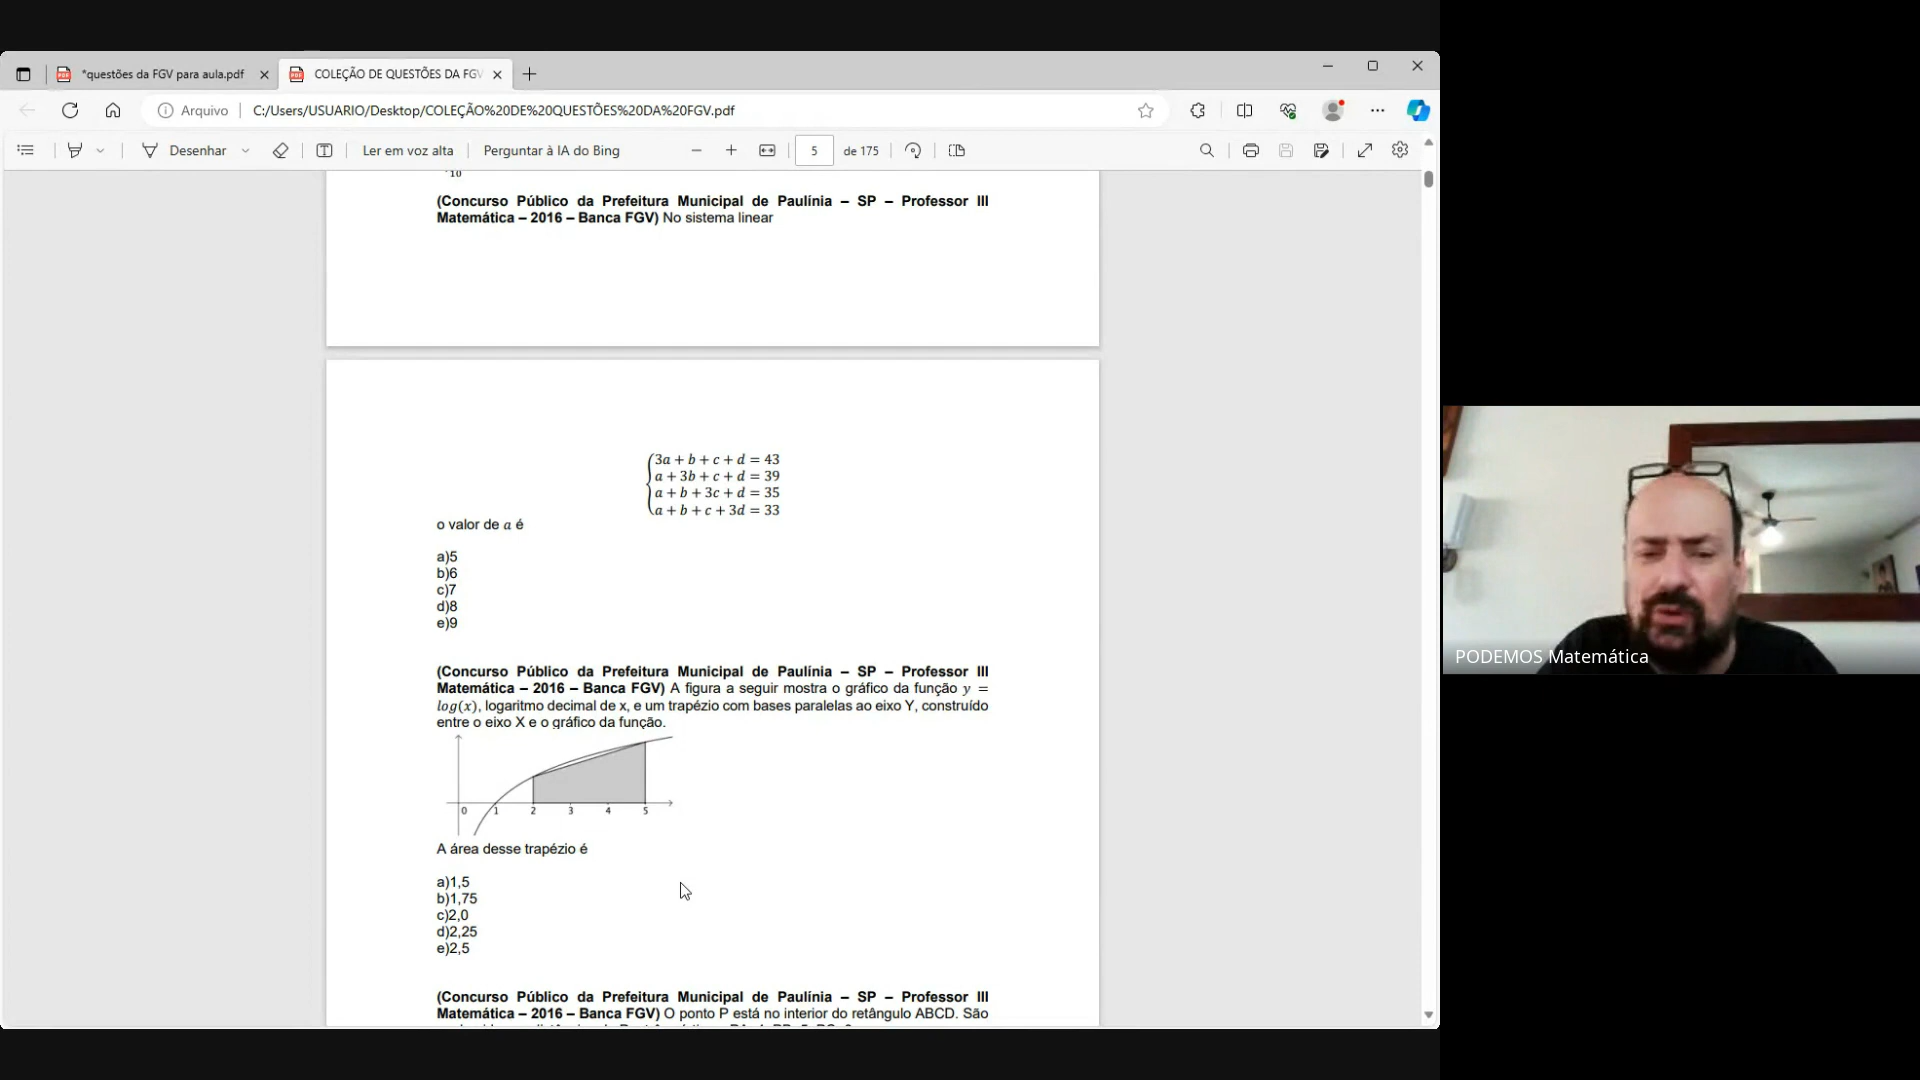 *questões da FGV para aula.pdf
COLEÇÃO DE QUESTÕES DA FGV
Arquivo
C:/Users/USUARIO/Desktop/COLEÇÃO%20DE%20QUESTÕES%20DA%20FGV.pdf
Desenhar
Ler em voz alta
Perguntar à IA do Bing
5
de 175
10
(Concurso Público da Prefeitura Municipal de Paulínia – SP – Professor III
Matemática – 2016 – Banca FGV) No sistema linear
3a + b + c + d = 43
a + 3b + c + d = 39
a + b + 3c + d = 35
a + b + c + 3d = 33
o valor de a é
a)5
b)6
c)7
d)8
e)9
(Concurso Público da Prefeitura Municipal de Paulínia – SP – Professor III
Matemática – 2016 – Banca FGV) A figura a seguir mostra o gráfico da função y =
log(x), logaritmo decimal de x, e um trapézio com bases paralelas ao eixo Y, construído
entre o eixo X e o gráfico da função.
0 1 2 3 4 5
A área desse trapézio é
a)1,5
b)1,75
c)2,0
d)2,25
e)2,5
(Concurso Público da Prefeitura Municipal de Paulínia – SP – Professor III
Matemática – 2016 – Banca FGV) O ponto P está no interior do retângulo ABCD. São
PODEMOS Matemática